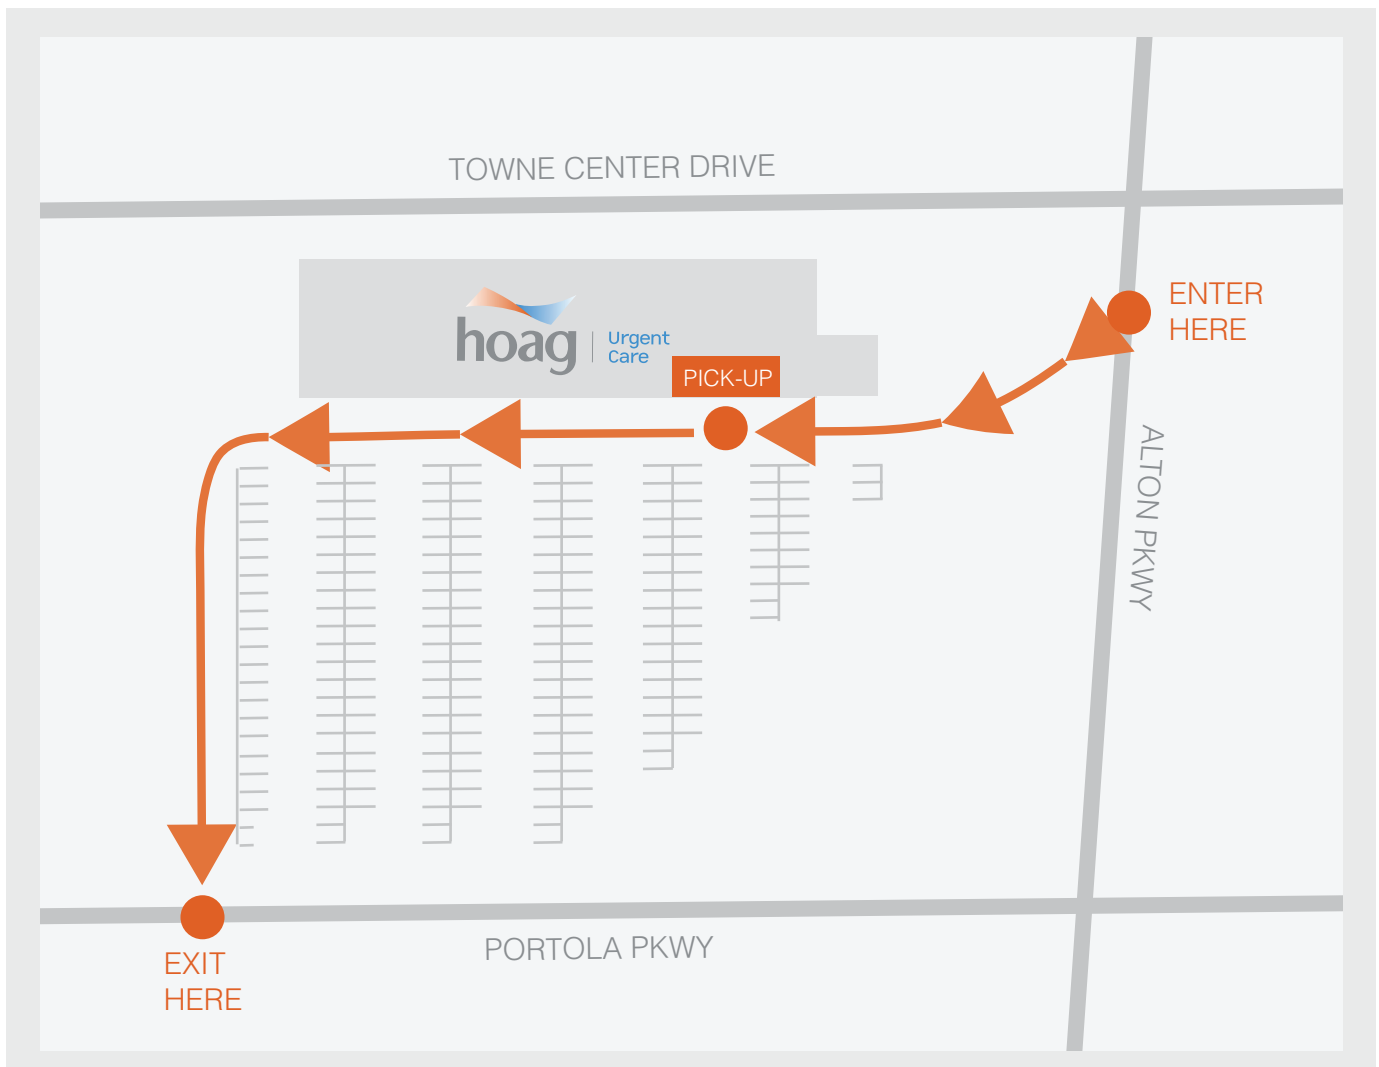 TOWNE CENTER DRIVE
ENTER
HERE
hoag
Urgent
Care
PICK-UP
ALTON PKWY
PORTOLA PKWY
EXIT
HERE